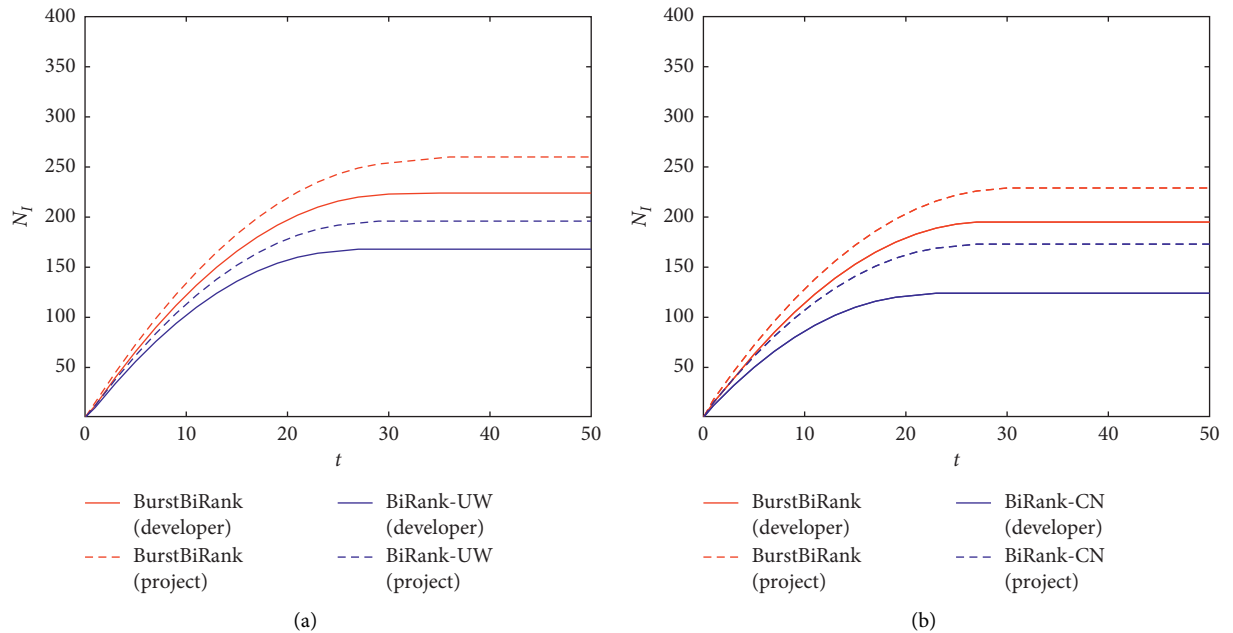 400
350
300
250
200
150
100
50
N_I
0 10 20 30 40 50
t
BurstBiRank
(developer)
BurstBiRank
(project)
BiRank-UW
(developer)
BiRank-UW
(project)
(a)
400
350
300
250
200
150
100
50
N_I
0 10 20 30 40 50
t
BurstBiRank
(developer)
BurstBiRank
(project)
BiRank-CN
(developer)
BiRank-CN
(project)
(b)